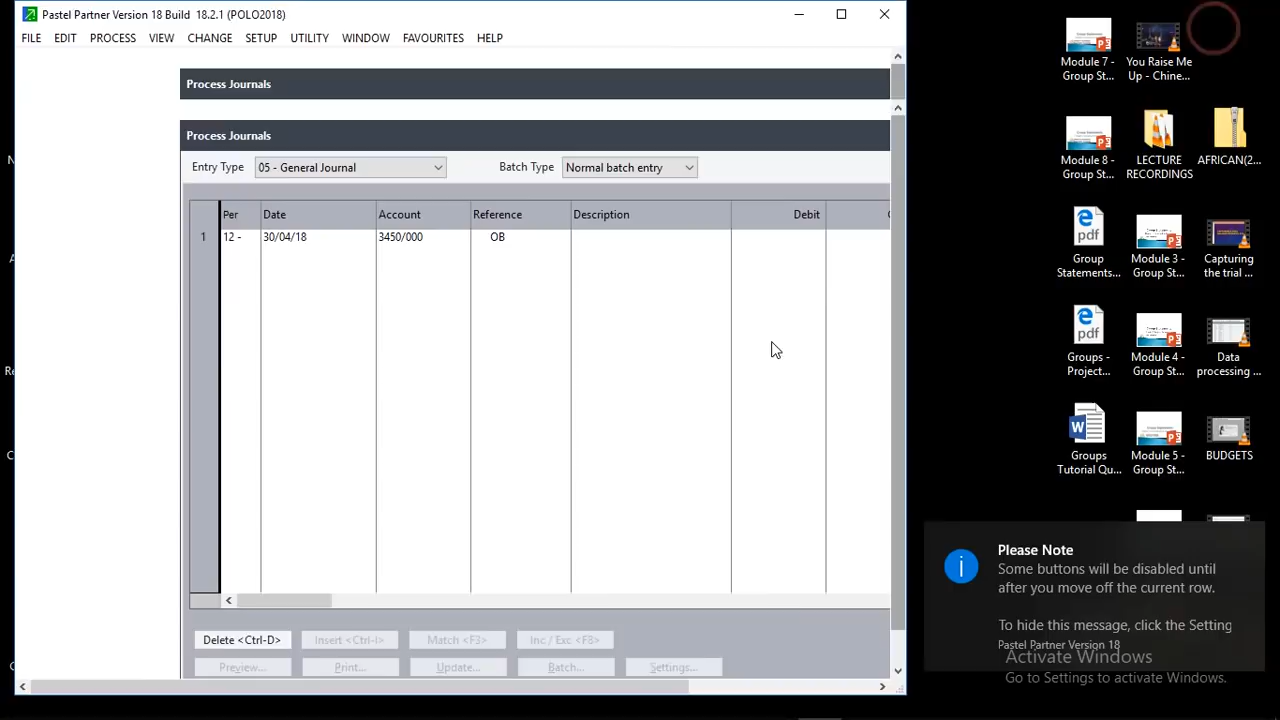 Pastel Partner Version 18 Build 18.2.1 (POLO2018)
FILE EDIT PROCESS VIEW CHANGE SETUP UTILITY WINDOW FAVOURITES HELP
Process Journals
Process Journals
Entry Type 05 - General Journal Batch Type Normal batch entry
Per Date Account Reference Description Debit
1 12 - 30/04/18 3450/000 OB
Delete <Ctrl-D> Insert <Ctrl-I> Match <F3> Inc / Exc <F8>
Preview... Print... Update... Batch... Settings...
Module 7 -
Group St...
You Raise Me
Up - Chine...
Module 8 -
Group St...
LECTURE
RECORDINGS
AFRICAN(2...
Group
Statements...
Module 3 -
Group St...
Capturing
the trial ...
Groups -
Project...
Module 4 -
Group St...
Data
processing ...
Groups
Tutorial Qu...
Module 5 -
Group St...
BUDGETS
Please Note
Some buttons will be disabled until
after you move off the current row.
To hide this message, click the Setting
Pastel Partner Version 18
Activate Windows
Go to Settings to activate Windows.